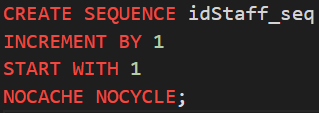 CREATE SEQUENCE idStaff_seq
INCREMENT BY 1
START WITH 1
NOCACHE NOCYCLE;